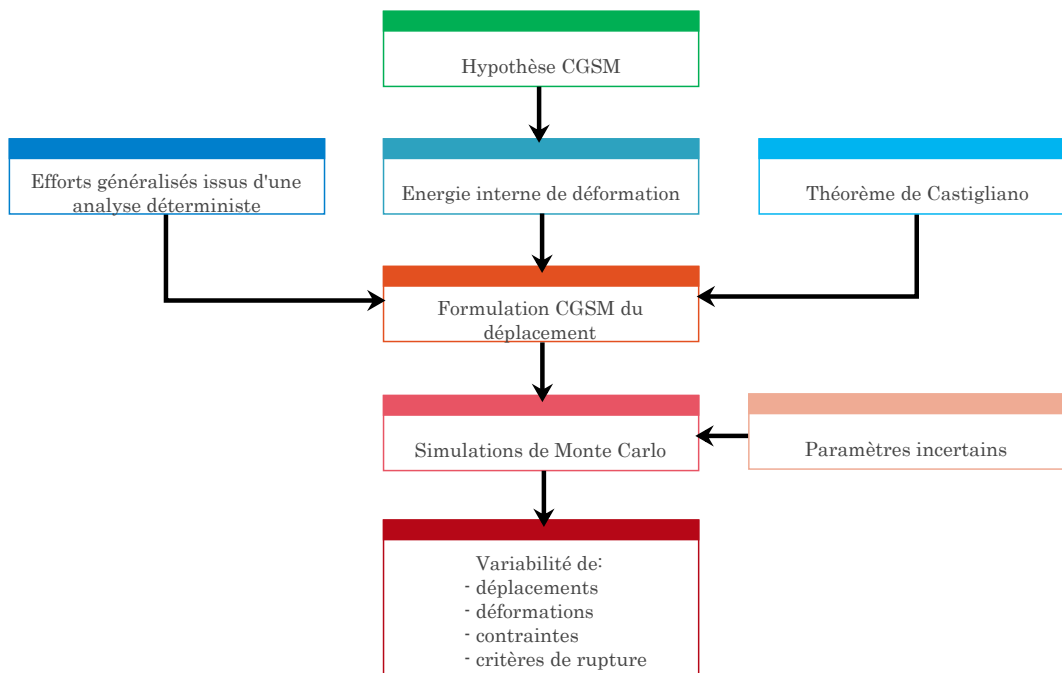 Hypothèse CGSM
Efforts généralisés issus d'une
analyse déterministe
Energie interne de déformation
Théorème de Castigliano
Formulation CGSM du
déplacement
Simulations de Monte Carlo
Paramètres incertains
Variabilité de:
- déplacements
- déformations
- contraintes
- critères de rupture